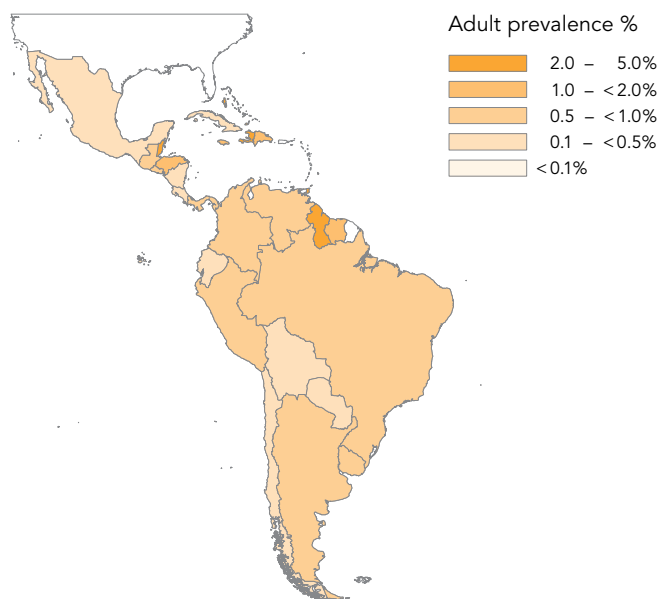 Adult prevalence %
2.0 – 5.0%
1.0 – <2.0%
0.5 – <1.0%
0.1 – <0.5%
<0.1%